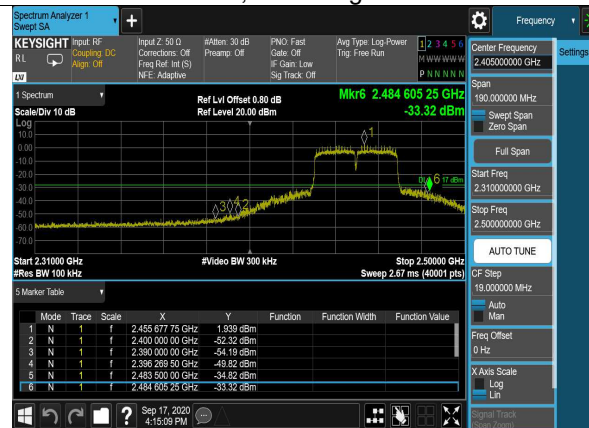 Spectrum Analyzer 1
Swept SA
Frequency
KEYSIGHT
RL
Input: RF
Coupling: DC
Align: Off
Input Z: 50 Ω
Corrections: Off
Freq Ref: Int (S)
NFE: Adaptive
#Atten: 30 dB
Preamp: Off
PNO: Fast
Gate: Off
IF Gain: Low
Sig Track: Off
Avg Type: Log-Power
Trig: Free Run
1 2 3 4 5 6
M W W W W W
P N N N N N
Settings
Center Frequency
2.405000000 GHz
Span
190.000000 MHz
Swept Span
Zero Span
Full Span
Start Freq
2.310000000 GHz
Stop Freq
2.500000000 GHz
AUTO TUNE
CF Step
19.000000 MHz
Auto
Man
Freq Offset
0 Hz
X Axis Scale
Log
Lin
Signal Track
(Span Zoom)
1 Spectrum
Scale/Div 10 dB
Ref Lvl Offset 0.80 dB
Ref Level 20.00 dBm
Mkr6 2.484 605 25 GHz
-33.32 dBm
Log
10.0
0.00
-10.0
-20.0
-30.0
-40.0
-50.0
-60.0
-70.0
1
6
3
4
2
Start 2.31000 GHz
#Res BW 100 kHz
#Video BW 300 kHz
Stop 2.50000 GHz
Sweep 2.67 ms (40001 pts)
5 Marker Table
Mode Trace Scale X Y Function Function Width Function Value
1 N 1 f 2.455 677 75 GHz 1.939 dBm
2 N 1 f 2.400 000 00 GHz -52.32 dBm
3 N 1 f 2.390 000 00 GHz -54.19 dBm
4 N 1 f 2.396 269 50 GHz -49.82 dBm
5 N 1 f 2.483 500 00 GHz -34.82 dBm
6 N 1 f 2.484 605 25 GHz -33.32 dBm
Sep 17, 2020
4:15:09 PM